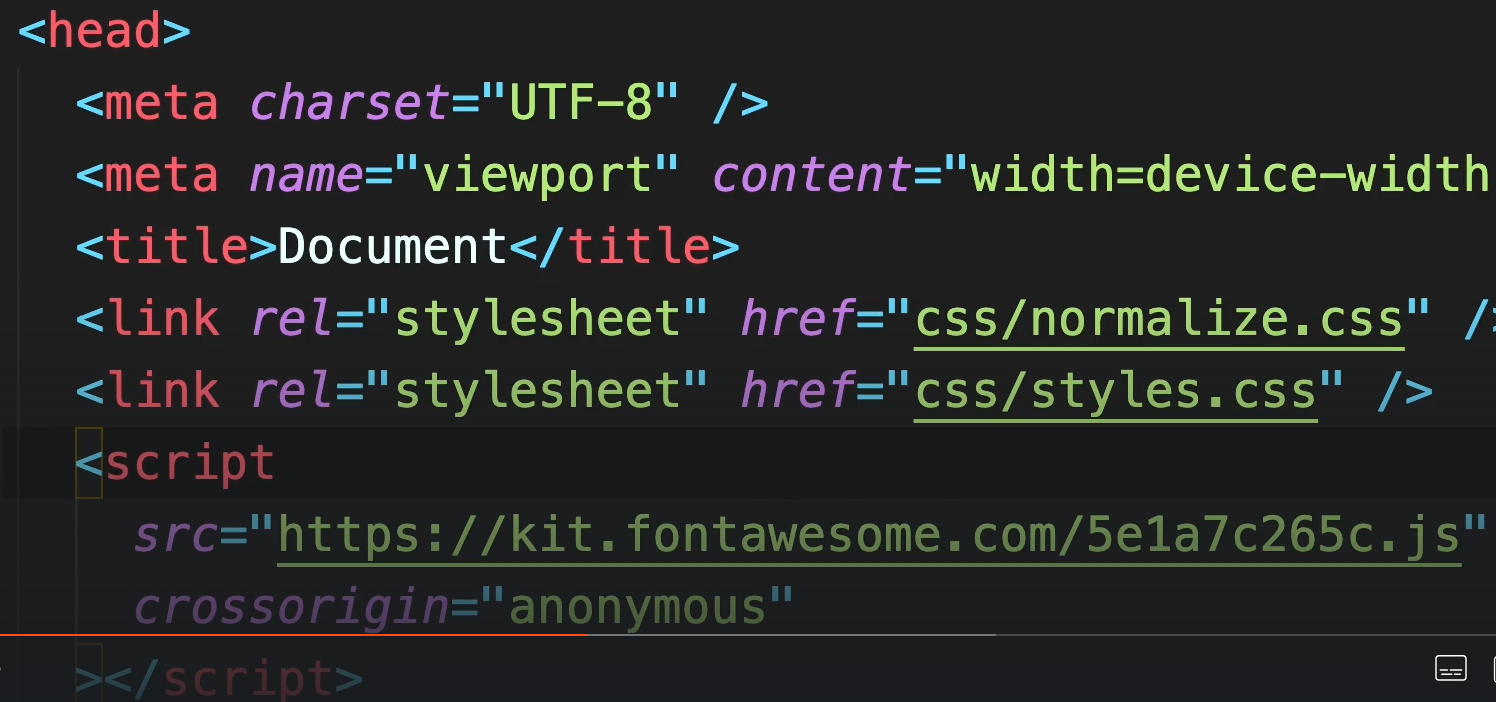 <head>
<meta charset="UTF-8" />
<meta name="viewport" content="width=device-width
<title>Document</title>
<link rel="stylesheet" href="css/normalize.css" />
<link rel="stylesheet" href="css/styles.css" />
<script
src="https://kit.fontawesome.com/5e1a7c265c.js"
crossorigin="anonymous"
></script>